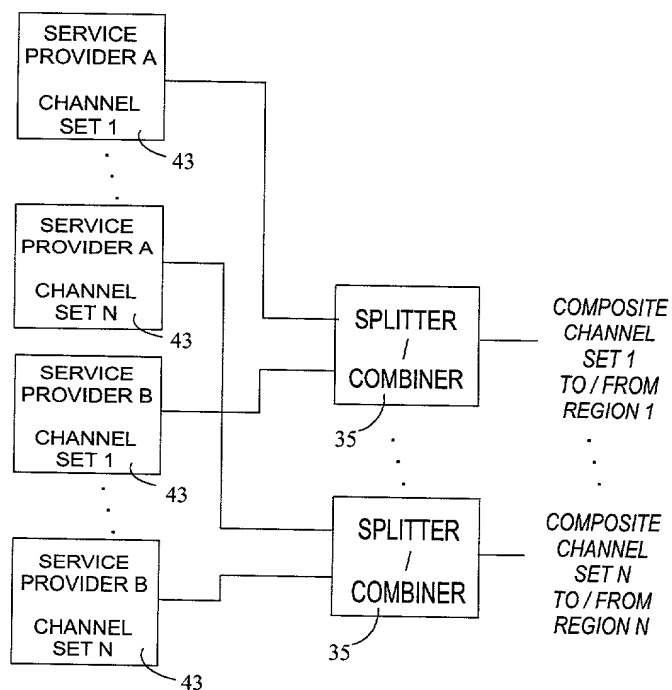 SERVICE
PROVIDER A
CHANNEL
SET 1
43
SERVICE
PROVIDER A
CHANNEL
SET N
43
SERVICE
PROVIDER B
CHANNEL
SET 1
43
SERVICE
PROVIDER B
CHANNEL
SET N
43
SPLITTER
/
COMBINER
35
SPLITTER
/
COMBINER
35
COMPOSITE
CHANNEL
SET 1
TO / FROM
REGION 1
COMPOSITE
CHANNEL
SET N
TO / FROM
REGION N